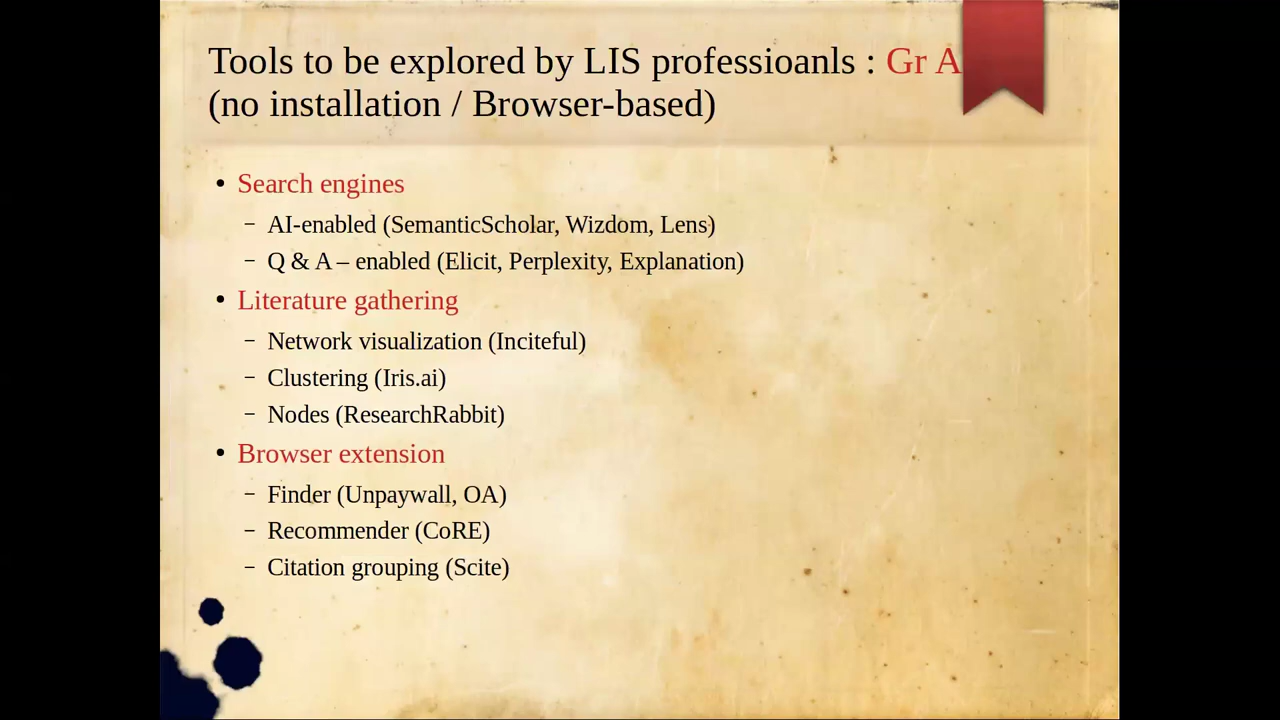 Tools to be explored by LIS professioanls : Gr A
(no installation / Browser-based)
• Search engines
– AI-enabled (SemanticScholar, Wizdom, Lens)
– Q & A – enabled (Elicit, Perplexity, Explanation)
• Literature gathering
– Network visualization (Inciteful)
– Clustering (Iris.ai)
– Nodes (ResearchRabbit)
• Browser extension
– Finder (Unpaywall, OA)
– Recommender (CoRE)
– Citation grouping (Scite)